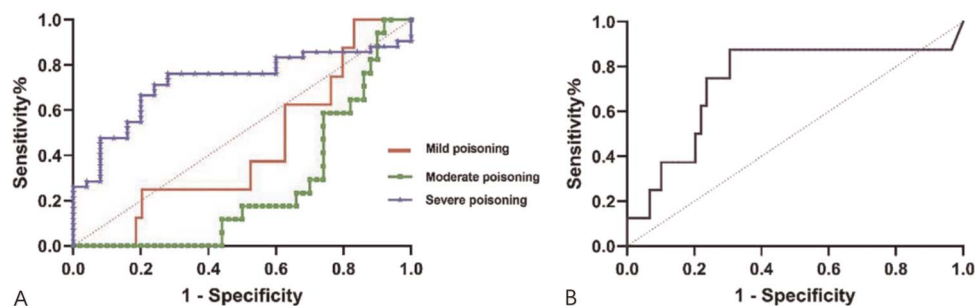 Sensitivity%
1.0
0.8
0.6
0.4
0.2
0.0
0.0 0.2 0.4 0.6 0.8 1.0
1 - Specificity
Mild poisoning
Moderate poisoning
Severe poisoning
A
Sensitivity%
1.0
0.8
0.6
0.4
0.2
0.0
0.0 0.2 0.4 0.6 0.8 1.0
1 - Specificity
B